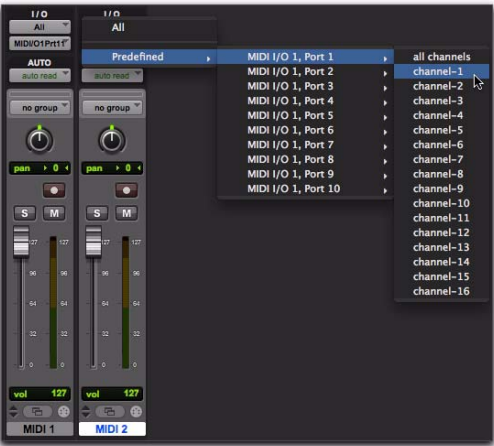 I/O
I/O
All
MIDI/O1Prt11
AUTO
auto read
auto read
no group
no group
pan › 0 ‹
pan › 0 ‹
S M
S M
127
127
127
96
96
96
96
64
64
64
64
32
32
32
32
0
0
0
0
vol 127
vol 127
MIDI 1
MIDI 2
All
Predefined
MIDI I/O 1, Port 1
MIDI I/O 1, Port 2
MIDI I/O 1, Port 3
MIDI I/O 1, Port 4
MIDI I/O 1, Port 5
MIDI I/O 1, Port 6
MIDI I/O 1, Port 7
MIDI I/O 1, Port 8
MIDI I/O 1, Port 9
MIDI I/O 1, Port 10
all channels
channel-1
channel-2
channel-3
channel-4
channel-5
channel-6
channel-7
channel-8
channel-9
channel-10
channel-11
channel-12
channel-13
channel-14
channel-15
channel-16